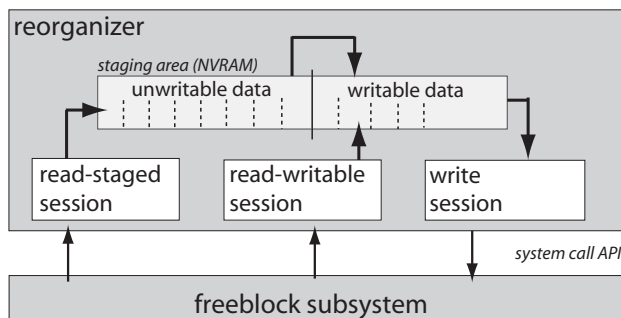 reorganizer
staging area (NVRAM)
unwritable data
writable data
read-staged
session
read-writable
session
write
session
system call API
freeblock subsystem